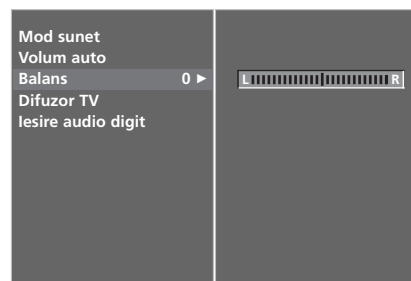 Mod sunet
Volum auto
Balans 0 ►
L R
Difuzor TV
Iesire audio digit